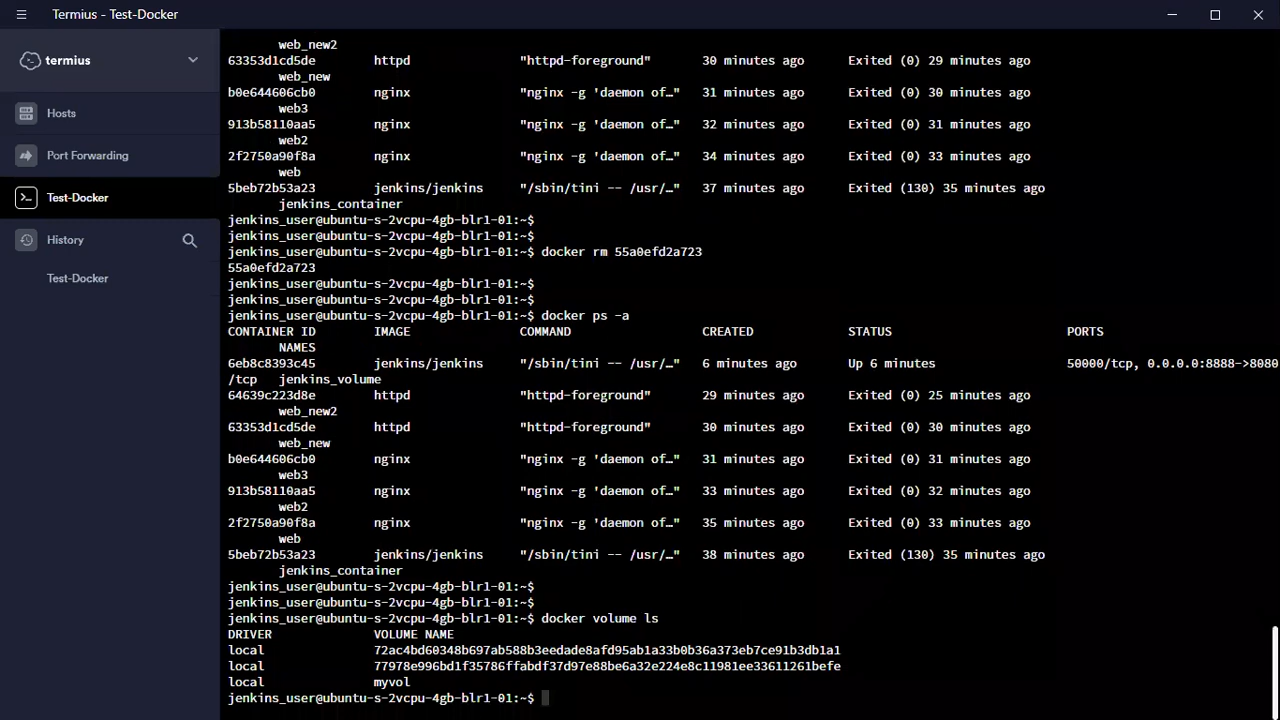 Termius - Test-Docker
termius
Hosts
Port Forwarding
Test-Docker
History
Test-Docker
web_new2
63353d1cd5de httpd "httpd-foreground" 30 minutes ago Exited (0) 29 minutes ago
web_new
b0e644606cb0 nginx "nginx -g 'daemon of…" 31 minutes ago Exited (0) 30 minutes ago
web3
913b58110aa5 nginx "nginx -g 'daemon of…" 32 minutes ago Exited (0) 31 minutes ago
web2
2f2750a90f8a nginx "nginx -g 'daemon of…" 34 minutes ago Exited (0) 33 minutes ago
web
5beb72b53a23 jenkins/jenkins "/sbin/tini -- /usr/…" 37 minutes ago Exited (130) 35 minutes ago
jenkins_container
jenkins_user@ubuntu-s-2vcpu-4gb-blr1-01:~$
jenkins_user@ubuntu-s-2vcpu-4gb-blr1-01:~$
jenkins_user@ubuntu-s-2vcpu-4gb-blr1-01:~$ docker rm 55a0efd2a723
55a0efd2a723
jenkins_user@ubuntu-s-2vcpu-4gb-blr1-01:~$
jenkins_user@ubuntu-s-2vcpu-4gb-blr1-01:~$
jenkins_user@ubuntu-s-2vcpu-4gb-blr1-01:~$ docker ps -a
CONTAINER ID IMAGE COMMAND CREATED STATUS PORTS
NAMES
6eb8c8393c45 jenkins/jenkins "/sbin/tini -- /usr/…" 6 minutes ago Up 6 minutes 50000/tcp, 0.0.0.0:8888->8080
/tcp jenkins_volume
64639c223d8e httpd "httpd-foreground" 29 minutes ago Exited (0) 25 minutes ago
web_new2
63353d1cd5de httpd "httpd-foreground" 30 minutes ago Exited (0) 30 minutes ago
web_new
b0e644606cb0 nginx "nginx -g 'daemon of…" 31 minutes ago Exited (0) 31 minutes ago
web3
913b58110aa5 nginx "nginx -g 'daemon of…" 33 minutes ago Exited (0) 32 minutes ago
web2
2f2750a90f8a nginx "nginx -g 'daemon of…" 35 minutes ago Exited (0) 33 minutes ago
web
5beb72b53a23 jenkins/jenkins "/sbin/tini -- /usr/…" 38 minutes ago Exited (130) 35 minutes ago
jenkins_container
jenkins_user@ubuntu-s-2vcpu-4gb-blr1-01:~$
jenkins_user@ubuntu-s-2vcpu-4gb-blr1-01:~$
jenkins_user@ubuntu-s-2vcpu-4gb-blr1-01:~$ docker volume ls
DRIVER VOLUME NAME
local 72ac4bd60348b697ab588b3eedade8afd95ab1a33b0b36a373eb7ce91b3db1a1
local 77978e996bd1f35786ffabdf37d97e88be6a32e224e8c11981ee33611261befe
local myvol
jenkins_user@ubuntu-s-2vcpu-4gb-blr1-01:~$